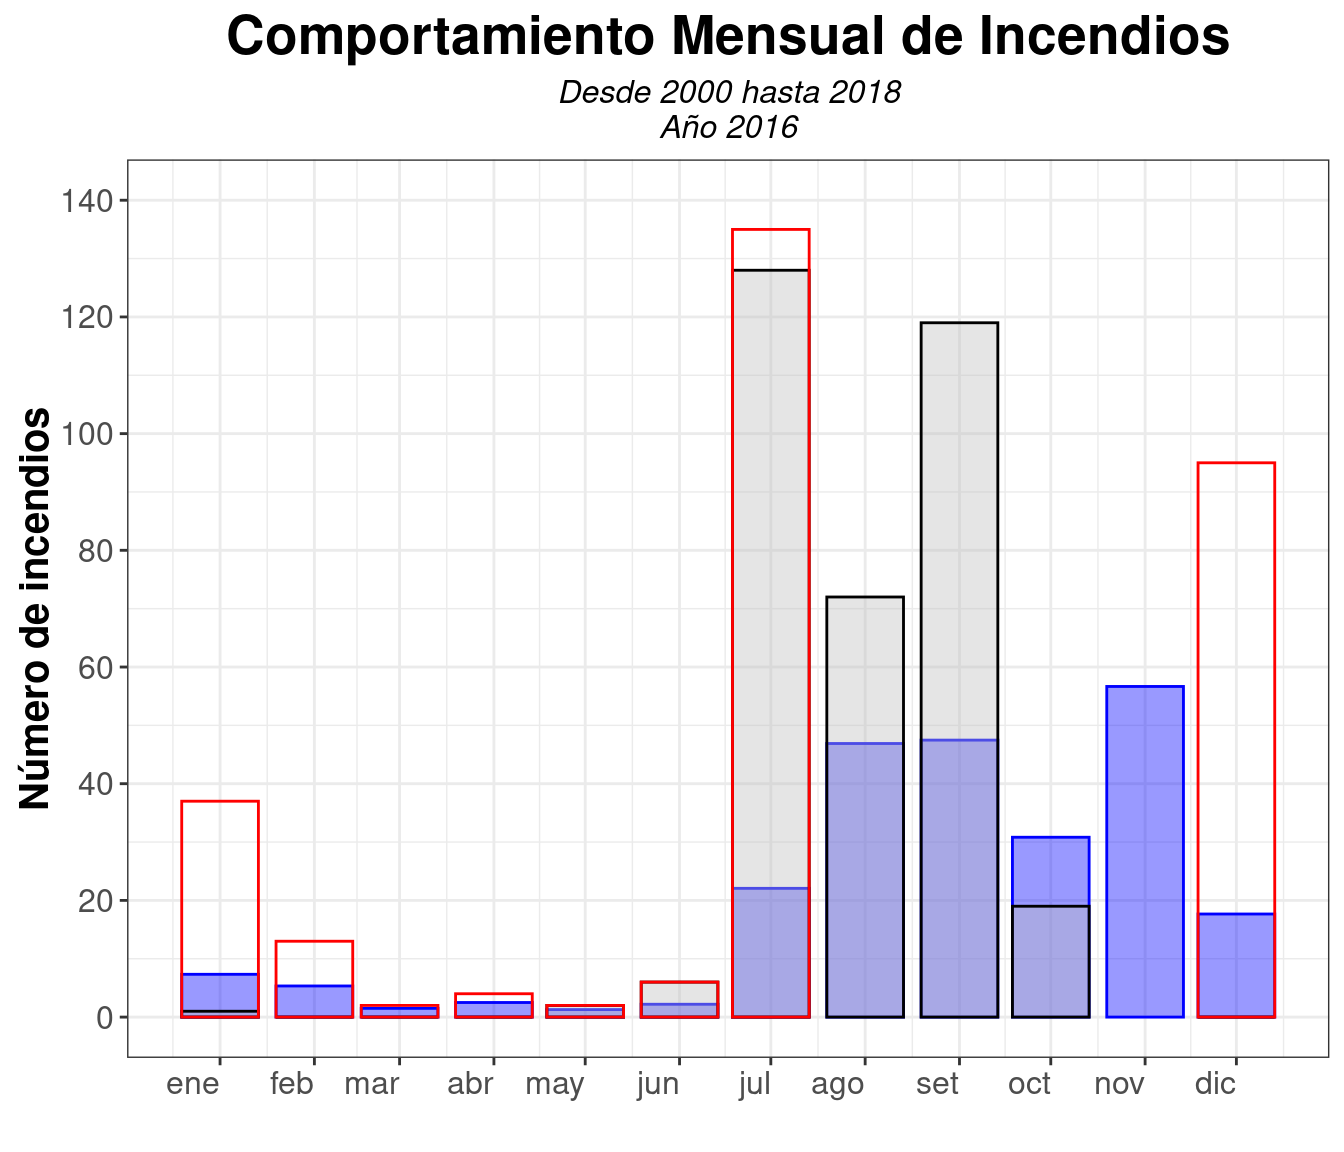 Comportamiento Mensual de Incendios
Desde 2000 hasta 2018
Año 2016
Número de incendios
140
120
100
80
60
40
20
0
ene feb mar abr may jun jul ago set oct nov dic